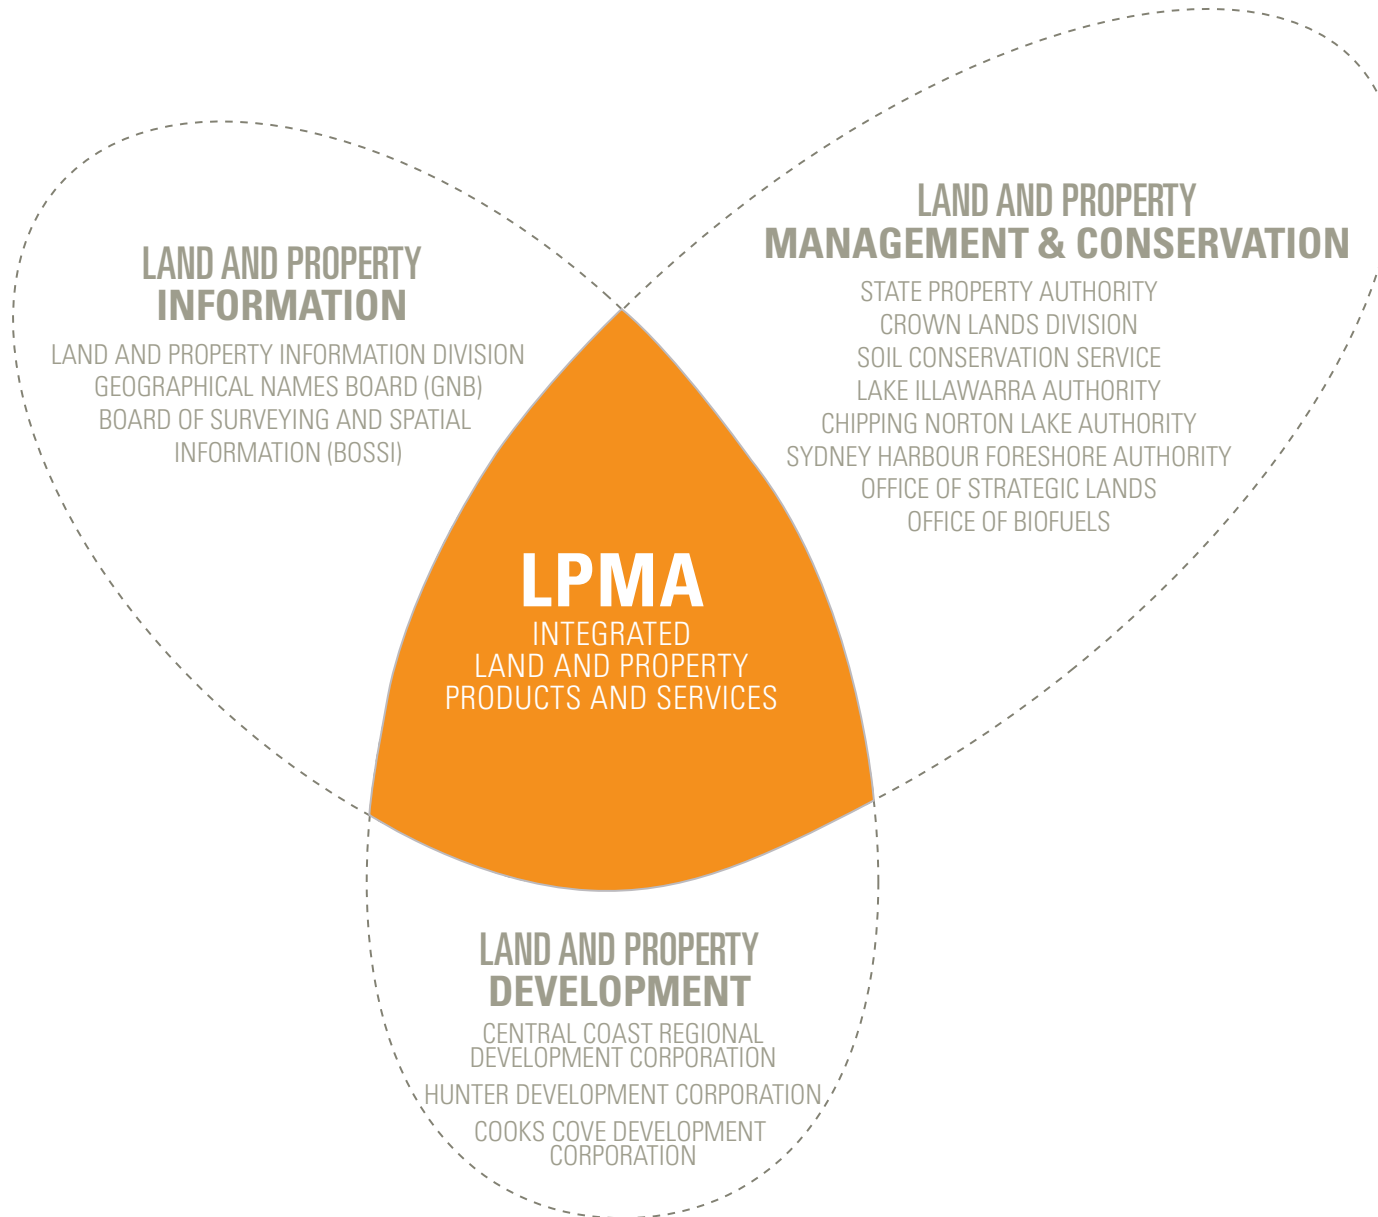 LAND AND PROPERTY
INFORMATION
LAND AND PROPERTY INFORMATION DIVISION
GEOGRAPHICAL NAMES BOARD (GNB)
BOARD OF SURVEYING AND SPATIAL
INFORMATION (BOSSI)
LAND AND PROPERTY
MANAGEMENT & CONSERVATION
STATE PROPERTY AUTHORITY
CROWN LANDS DIVISION
SOIL CONSERVATION SERVICE
LAKE ILLAWARRA AUTHORITY
CHIPPING NORTON LAKE AUTHORITY
SYDNEY HARBOUR FORESHORE AUTHORITY
OFFICE OF STRATEGIC LANDS
OFFICE OF BIOFUELS
LPMA
INTEGRATED
LAND AND PROPERTY
PRODUCTS AND SERVICES
LAND AND PROPERTY
DEVELOPMENT
CENTRAL COAST REGIONAL
DEVELOPMENT CORPORATION
HUNTER DEVELOPMENT CORPORATION
COOKS COVE DEVELOPMENT
CORPORATION